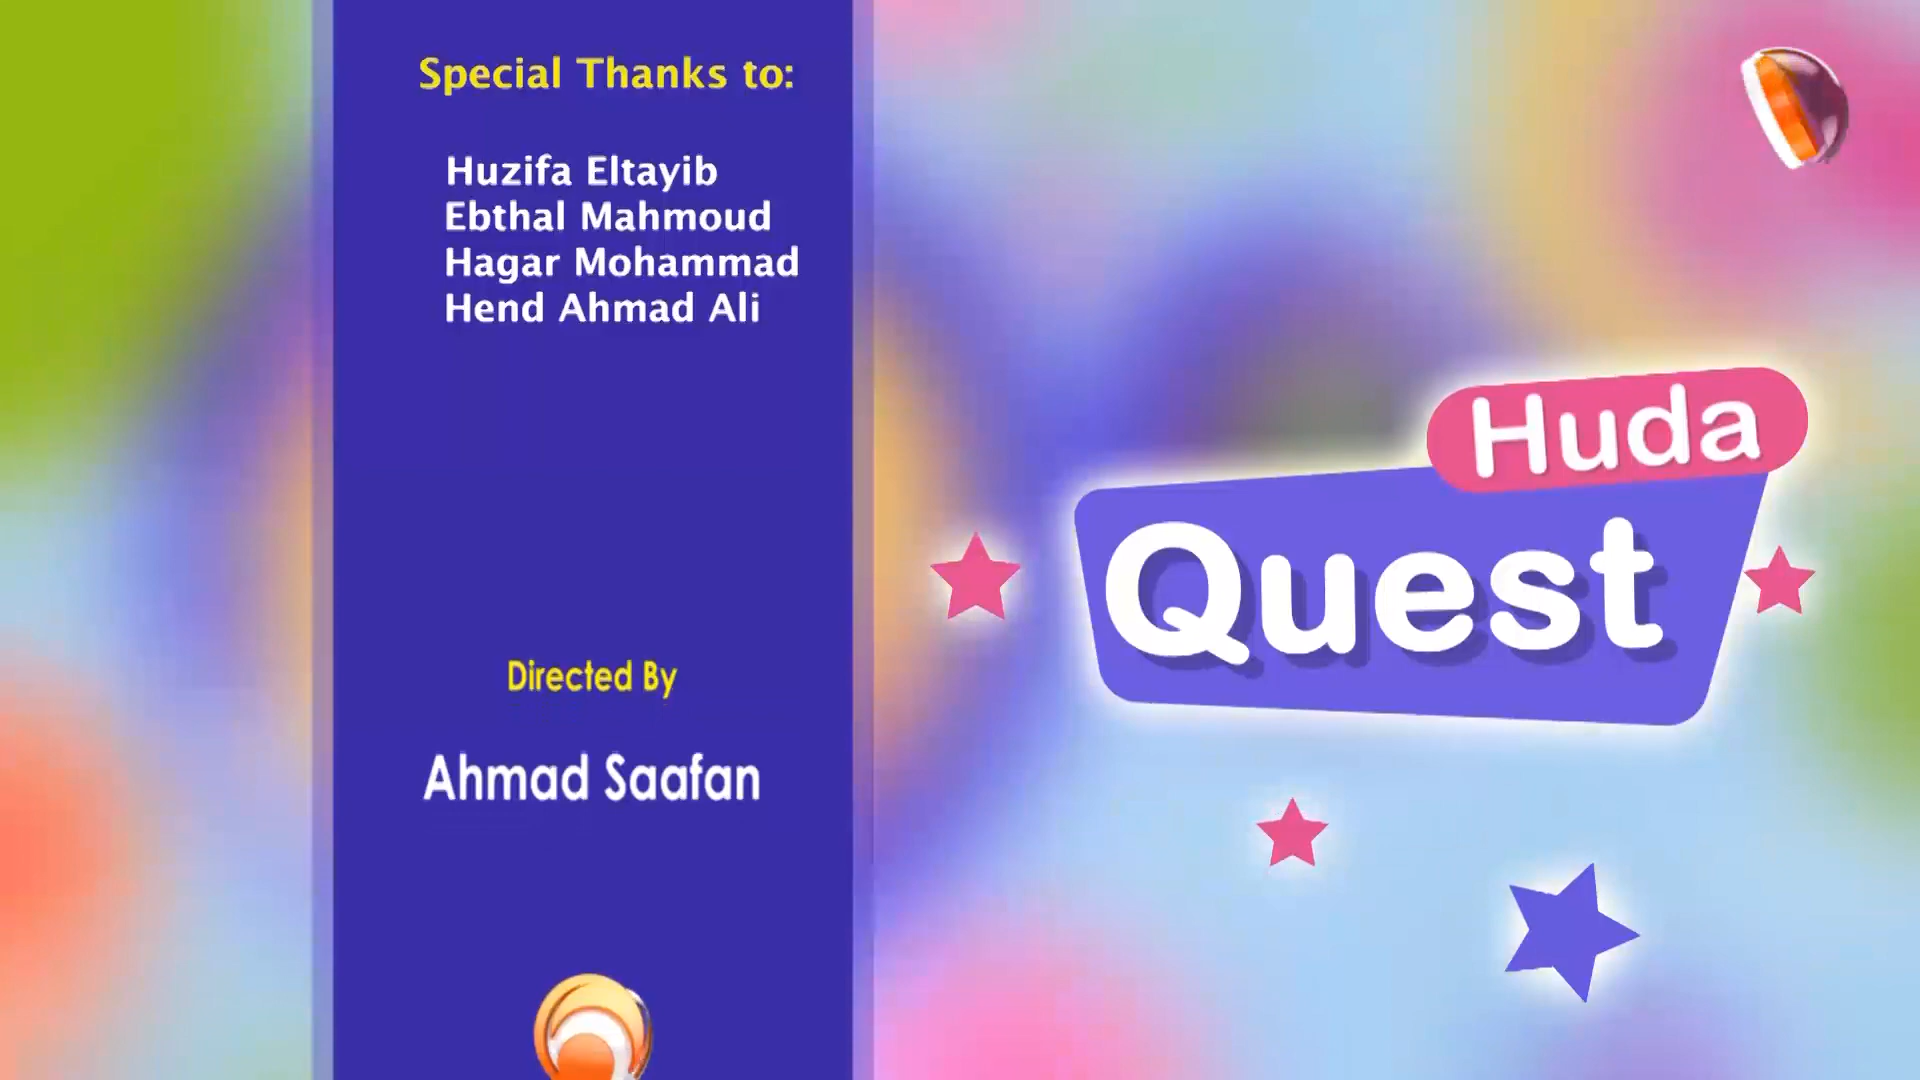 Special Thanks to:
Huzifa Eltayib
Ebthal Mahmoud
Hagar Mohammad
Hend Ahmad Ali
Directed By
Ahmad Saafan
Huda
Quest